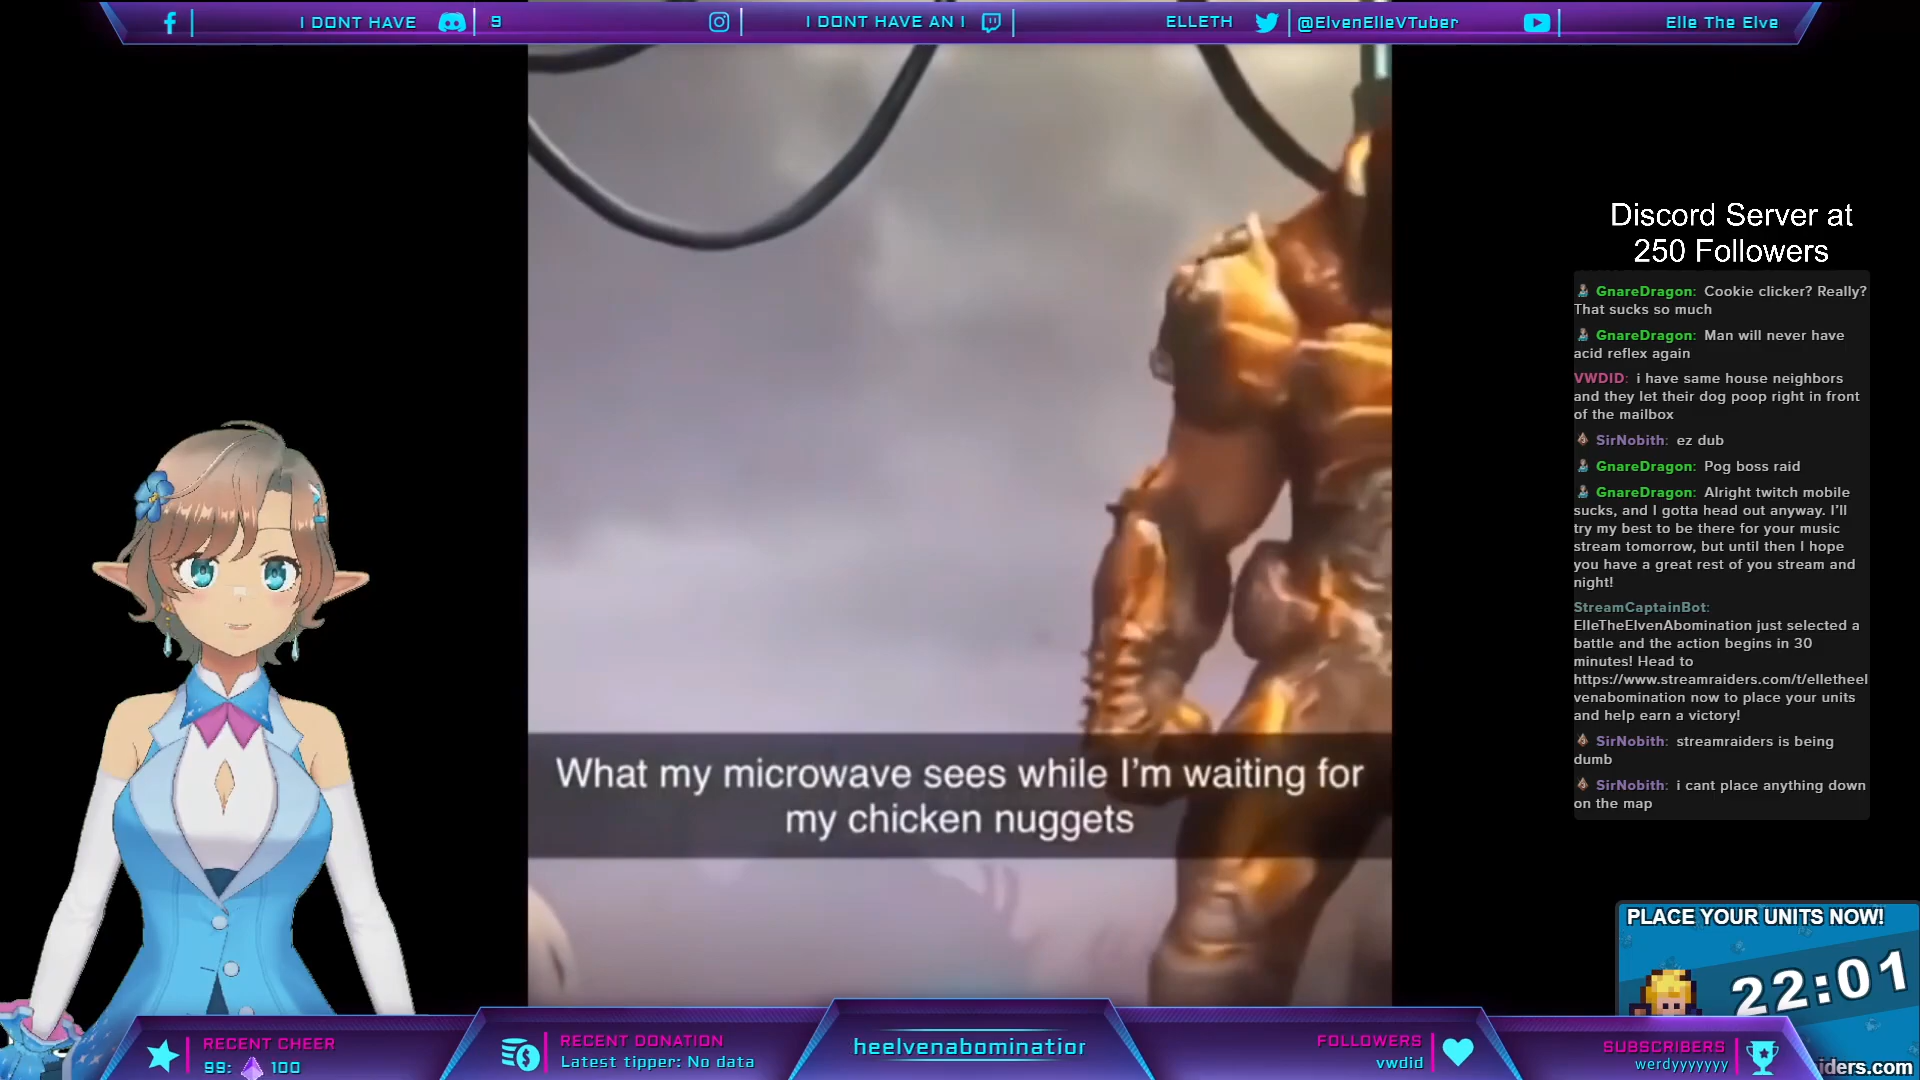 I DONT HAVE
9
I DONT HAVE AN I
ELLETH
@ElvenElleVTuber
Elle The Elve
Discord Server at
250 Followers
GnareDragon: Cookie clicker? Really?
That sucks so much
GnareDragon: Man will never have
acid reflex again
VWDID: i have same house neighbors
and they let their dog poop right in front
of the mailbox
SirNobith: ez dub
GnareDragon: Pog boss raid
GnareDragon: Alright twitch mobile
sucks, and I gotta head out anyway. I'll
try my best to be there for your music
stream tomorrow, but until then I hope
you have a great rest of you stream and
night!
StreamCaptainBot:
ElleTheElvenAbomination just selected a
battle and the action begins in 30
minutes! Head to
https://www.streamraiders.com/t/elletheel
venabomination now to place your units
and help earn a victory!
SirNobith: streamraiders is being
dumb
SirNobith: i cant place anything down
on the map
What my microwave sees while I'm waiting for
my chicken nuggets
PLACE YOUR UNITS NOW!
22:01
RECENT CHEER
99: 100
RECENT DONATION
Latest tipper: No data
heelvenabomination
FOLLOWERS
vwdid
SUBSCRIBERS
werdyyyyyyy
iders.com